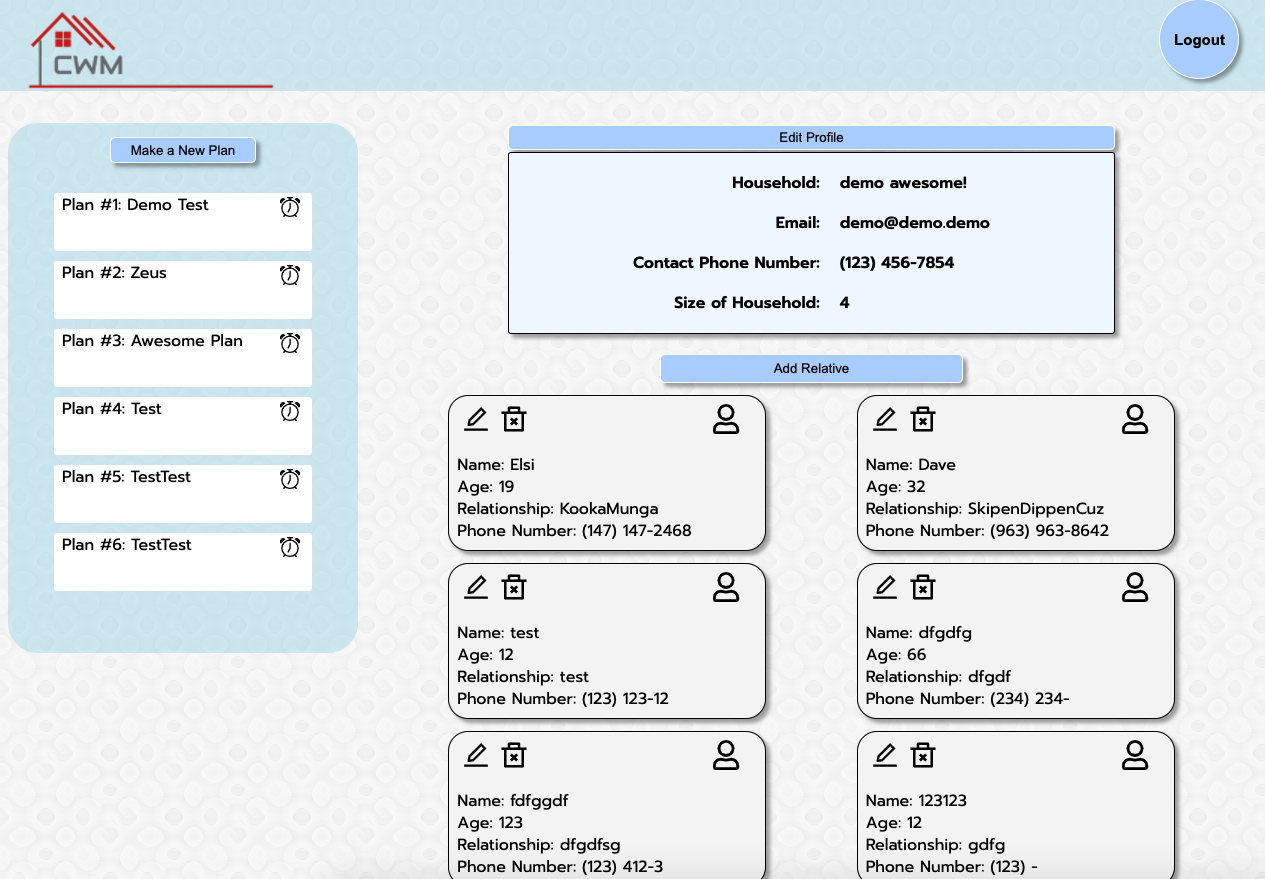 CWM
Logout
Make a New Plan
Plan #1: Demo Test
Plan #2: Zeus
Plan #3: Awesome Plan
Plan #4: Test
Plan #5: TestTest
Plan #6: TestTest
Edit Profile
Household: demo awesome!
Email: demo@demo.demo
Contact Phone Number: (123) 456-7854
Size of Household: 4
Add Relative
Name: Elsi
Age: 19
Relationship: KookaMunga
Phone Number: (147) 147-2468
Name: Dave
Age: 32
Relationship: SkipenDippenCuz
Phone Number: (963) 963-8642
Name: test
Age: 12
Relationship: test
Phone Number: (123) 123-12
Name: dfgdfg
Age: 66
Relationship: dfgdf
Phone Number: (234) 234-
Name: fdfggdf
Age: 123
Relationship: dfgdfsg
Phone Number: (123) 412-3
Name: 123123
Age: 12
Relationship: gdfg
Phone Number: (123) -